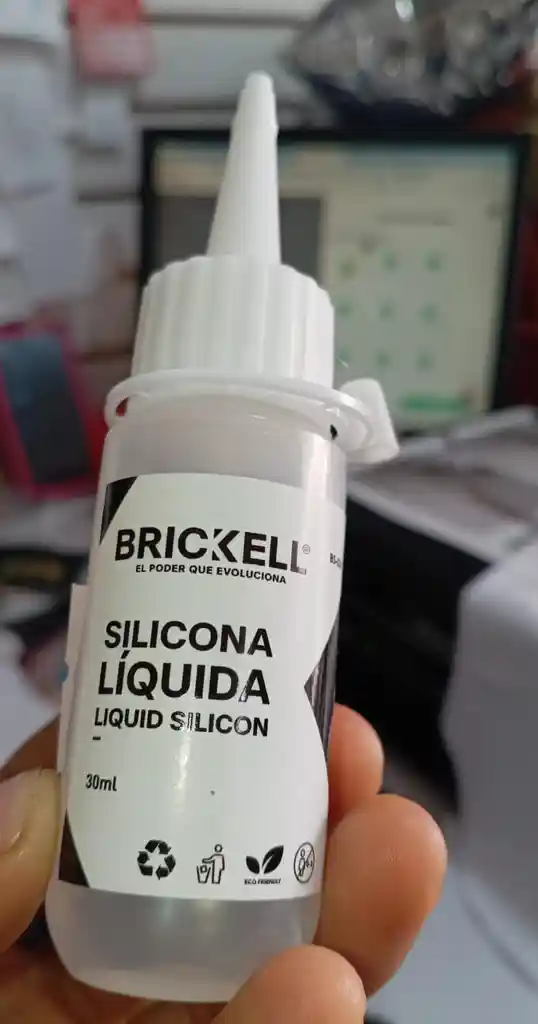 BRICKELL®
EL PODER QUE EVOLUCIONA
SILICONA
LÍQUIDA
LIQUID SILICON
30ml
ECO FRIENDLY